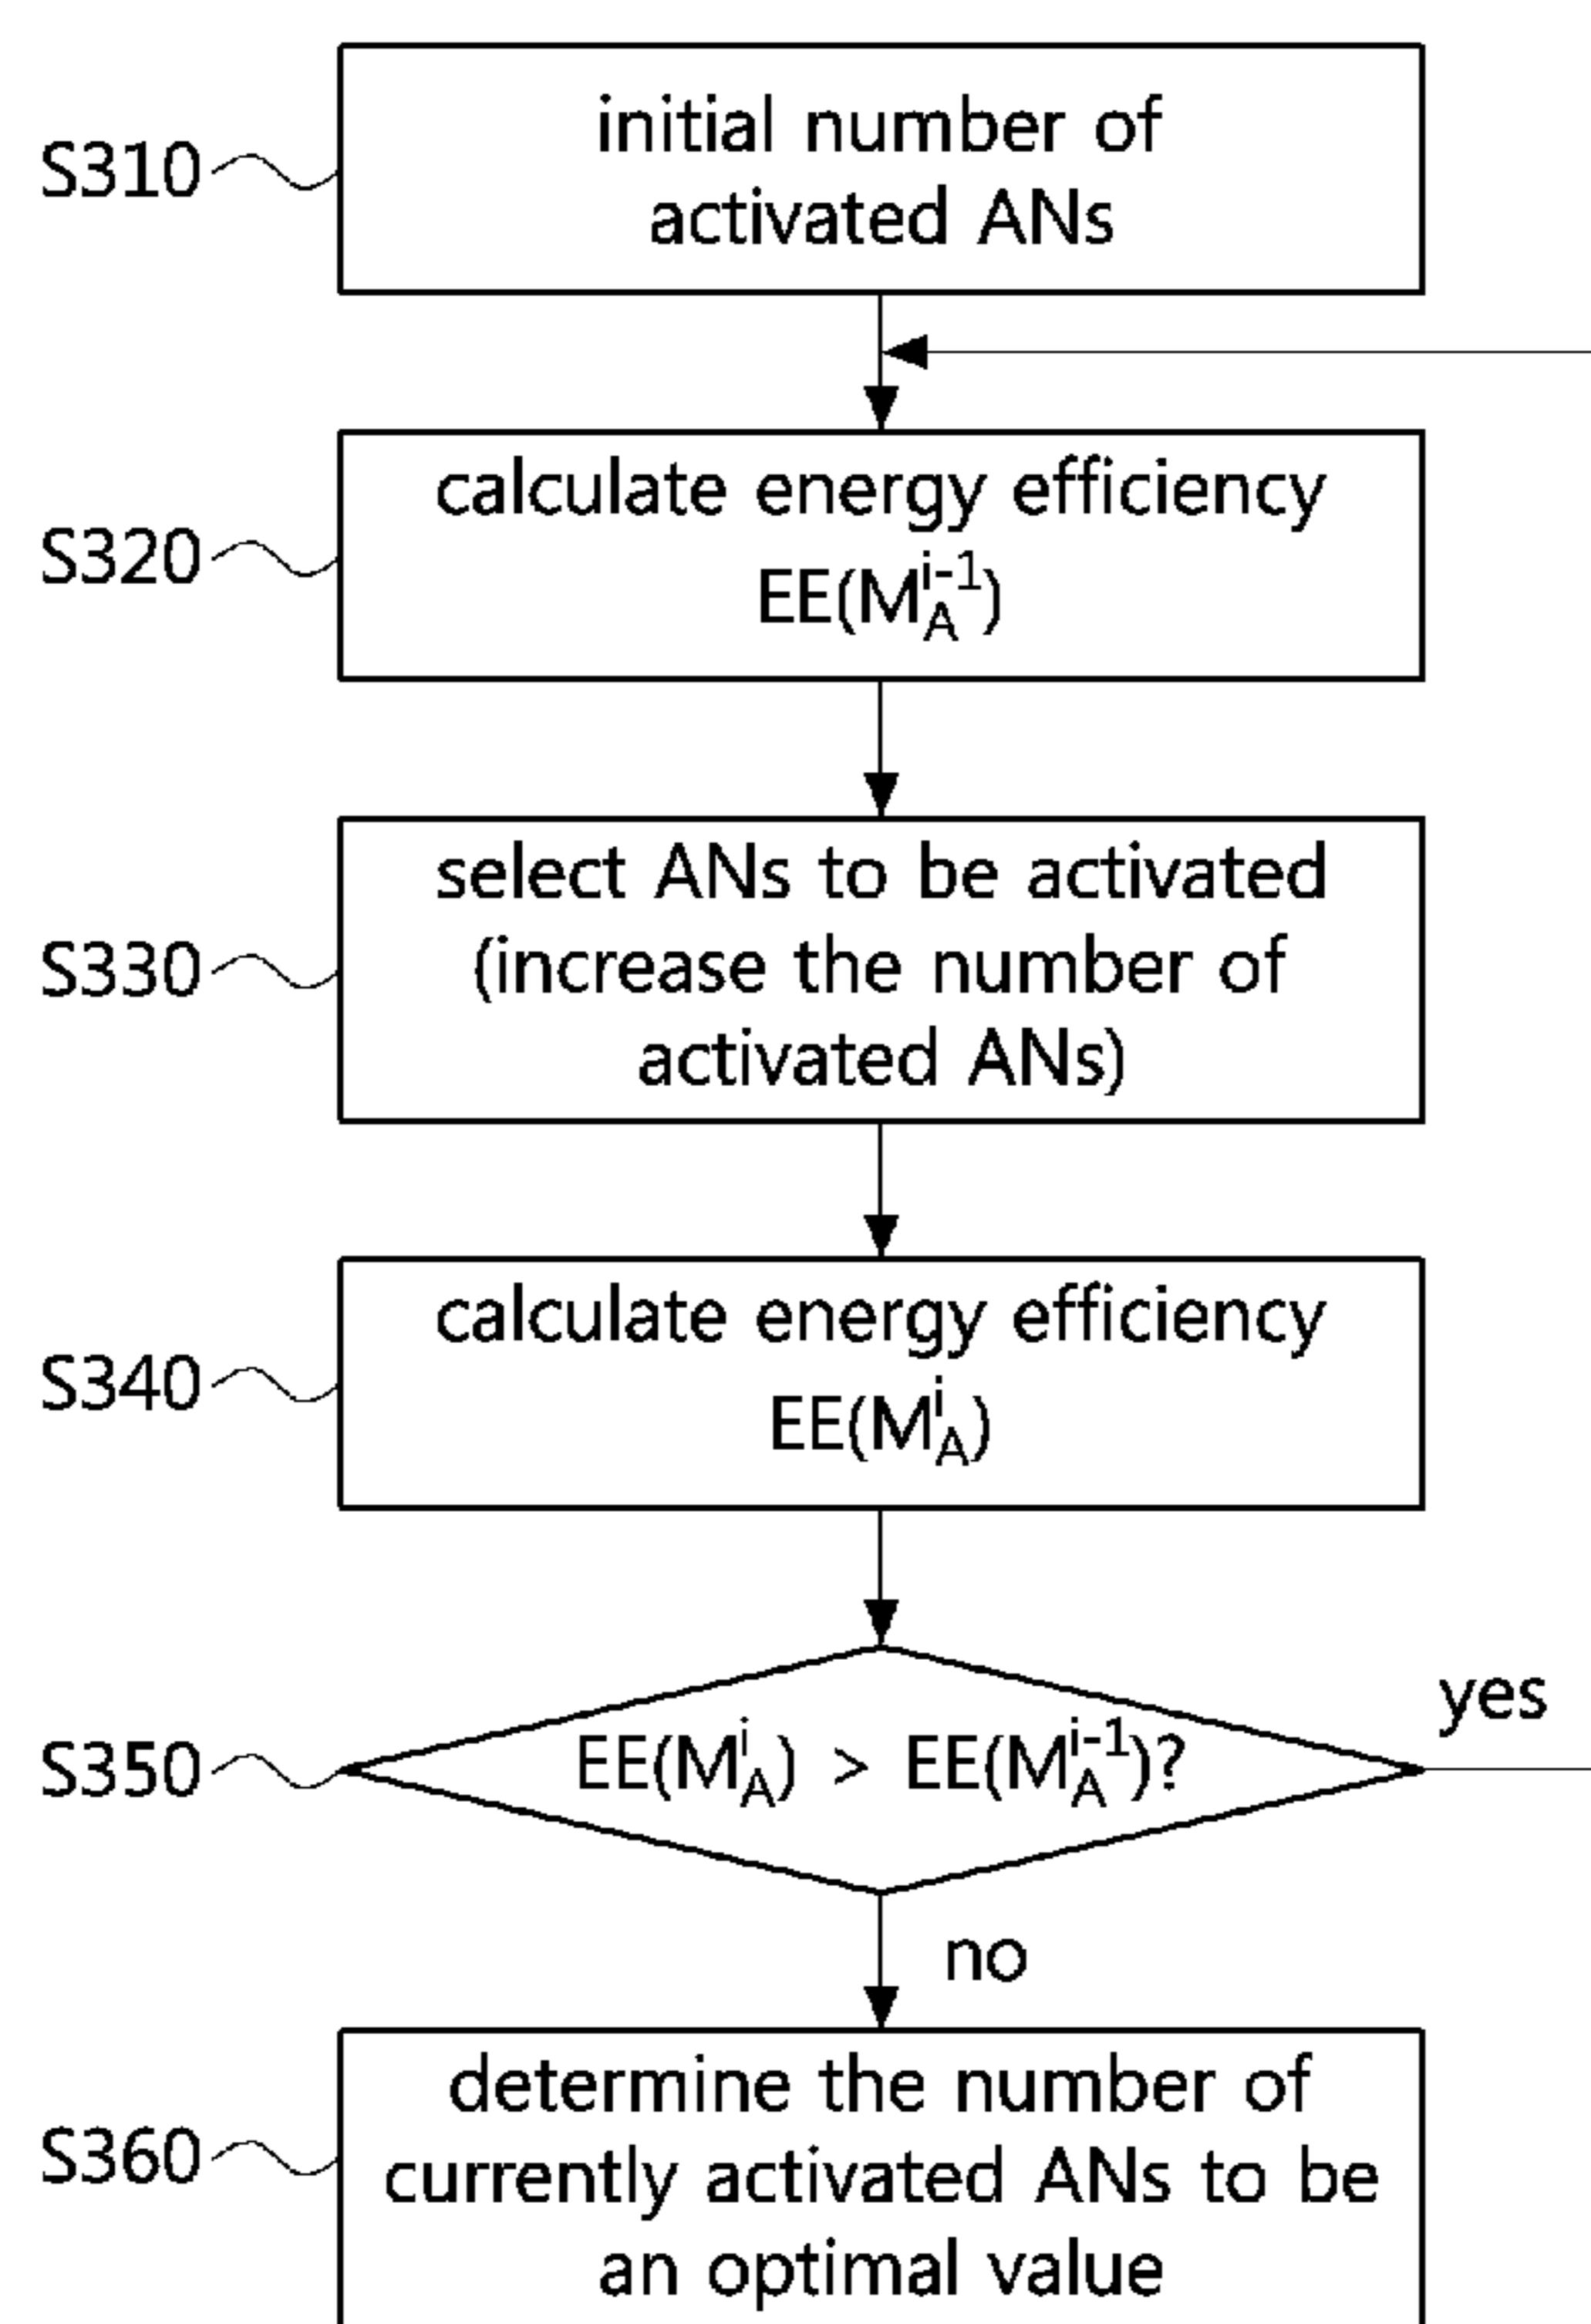 S310
initial number of
activated ANs
S320
calculate energy efficiency
EE(M_A^{i-1})
S330
select ANs to be activated
(increase the number of
activated ANs)
S340
calculate energy efficiency
EE(M_A^i)
S350
EE(M_A^i) > EE(M_A^{i-1})?
yes
no
S360
determine the number of
currently activated ANs to be
an optimal value